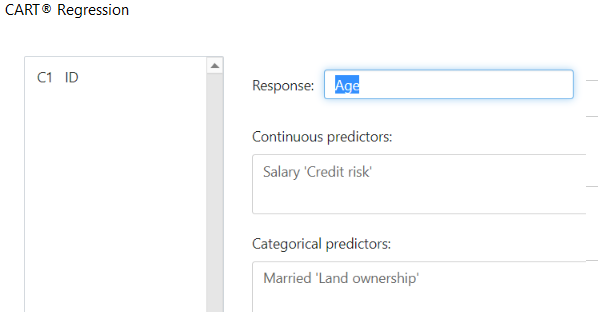 CART® Regression
C1 ID
Response: Age
Continuous predictors:
Salary 'Credit risk'
Categorical predictors:
Married 'Land ownership'